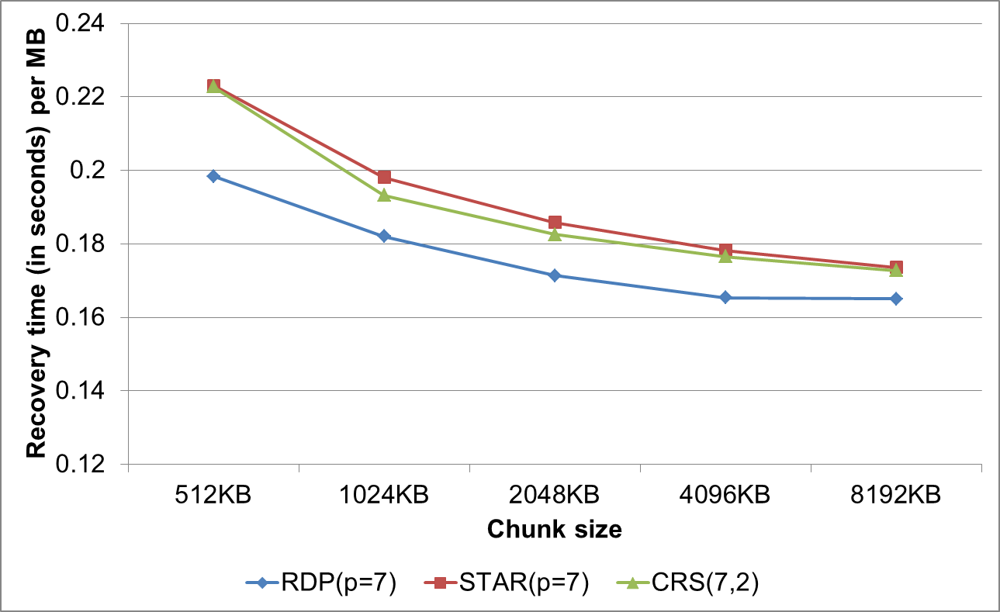 Recovery time (in seconds) per MB
0.24
0.22
0.2
0.18
0.16
0.14
0.12
512KB 1024KB 2048KB 4096KB 8192KB
Chunk size
RDP(p=7) STAR(p=7) CRS(7,2)